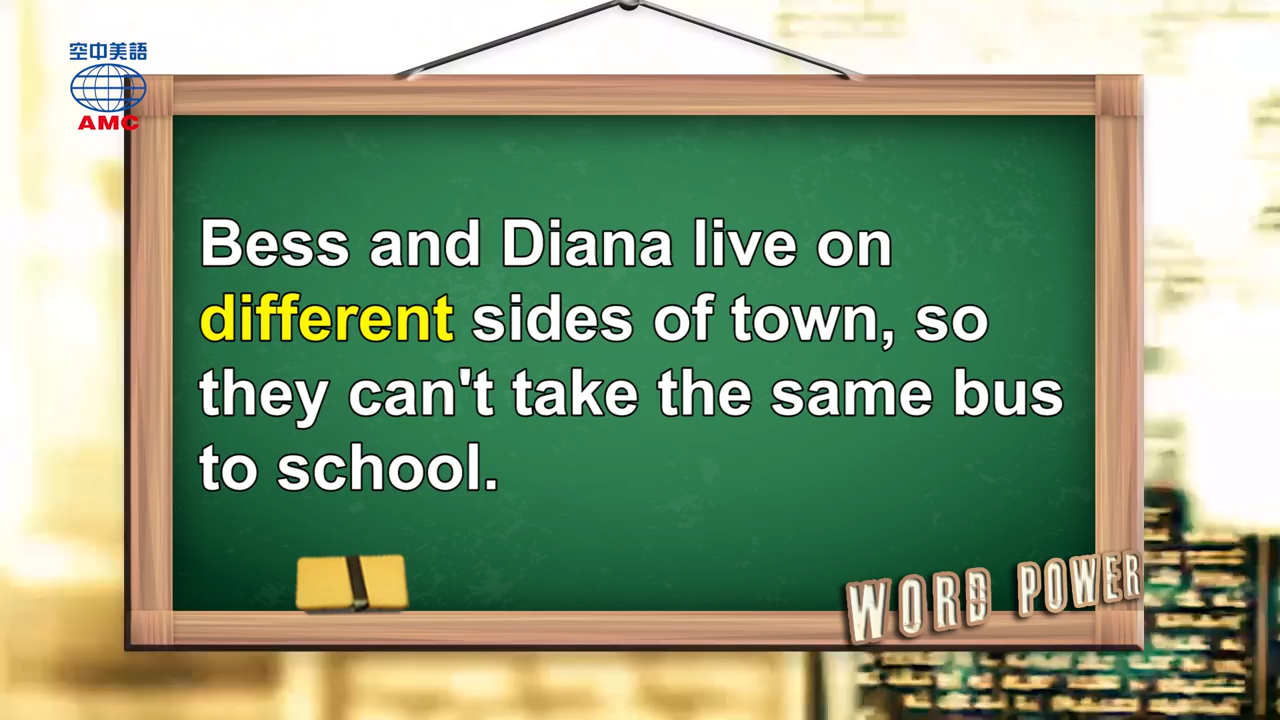 空中美語
AMC
Bess and Diana live on
different sides of town, so
they can't take the same bus
to school.
WORD POWER